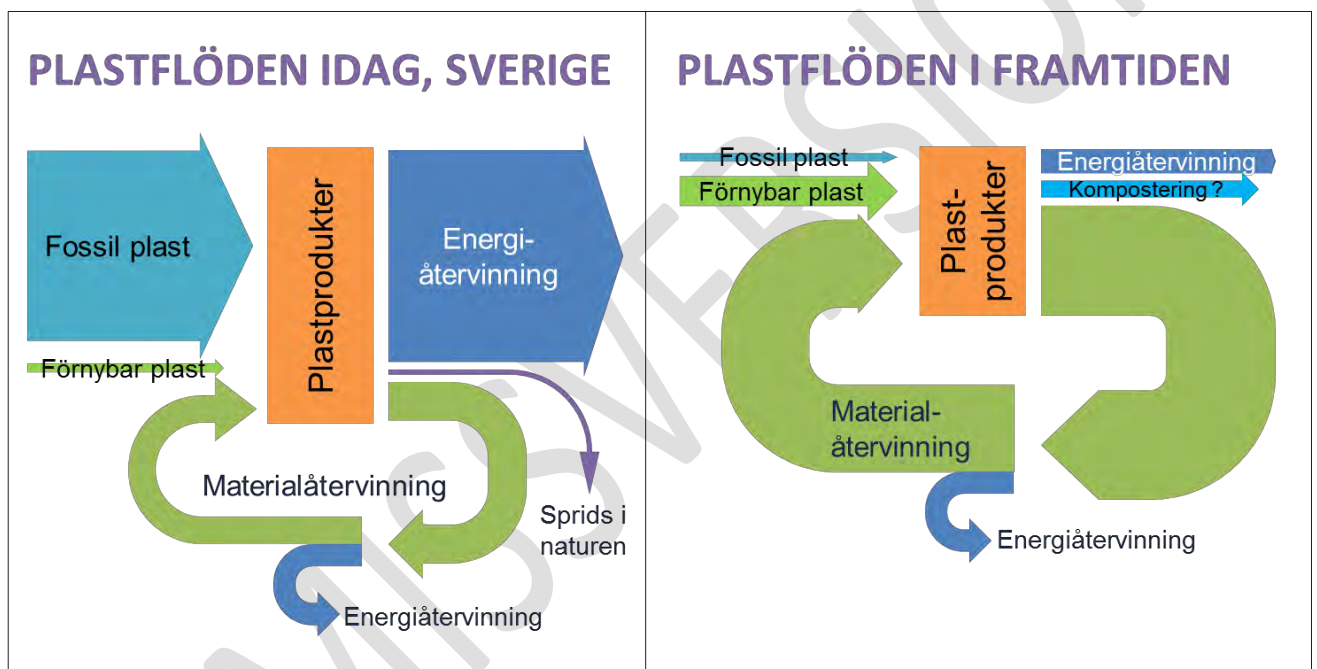 PLASTFLÖDEN IDAG, SVERIGE
Fossil plast
Förnybar plast
Plastprodukter
Energi-
återvinning
Materialåtervinning
Sprids i
naturen
Energiåtervinning
PLASTFLÖDEN I FRAMTIDEN
Fossil plast
Förnybar plast
Plast-
produkter
Energiåtervinning
Kompostering ?
Material-
återvinning
Energiåtervinning
MISSVERSION